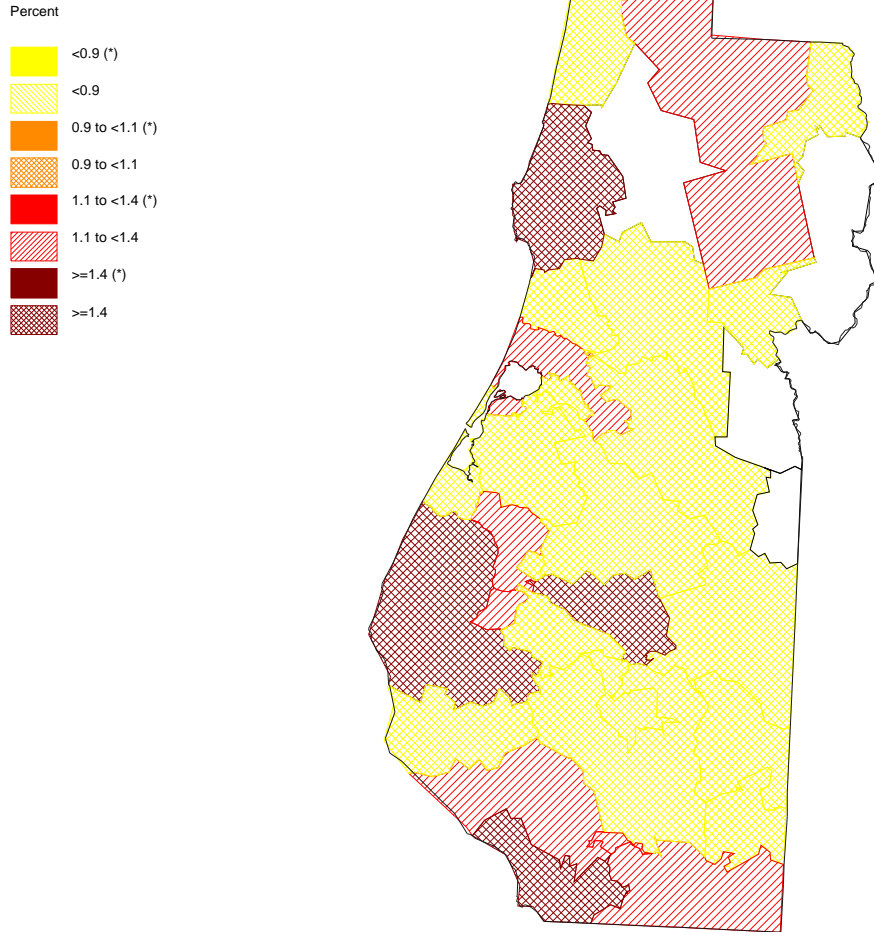 Percent
<0.9 (*)
<0.9
0.9 to <1.1 (*)
0.9 to <1.1
1.1 to <1.4 (*)
1.1 to <1.4
>=1.4 (*)
>=1.4